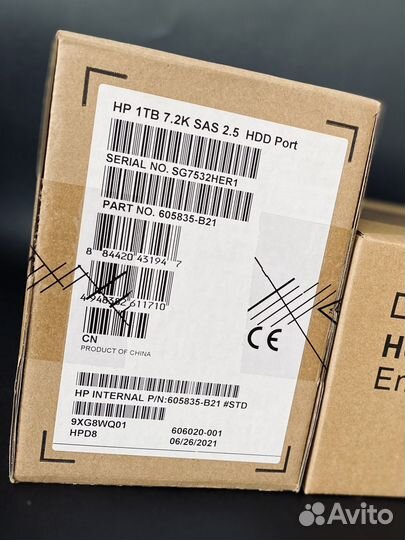 HP 1TB 7.2K SAS 2.5 HDD Port
SERIAL NO. SG7532HER1
PART NO. 605835-B21
8 84420 43194 7
4 948382 611710
CN
PRODUCT OF CHINA
CE
HP INTERNAL P/N:605835-B21 #STD
9XG8WQ01
606020-001
HPD8
06/26/2021
H
En
Avito